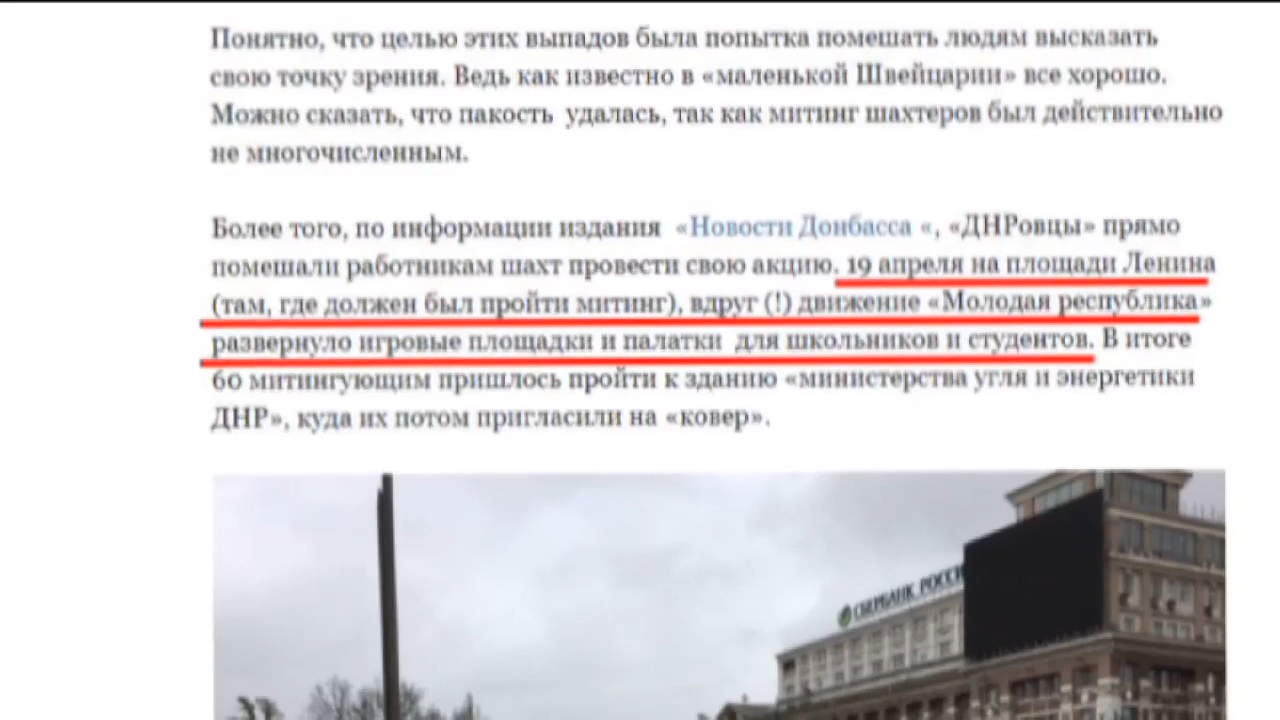 Понятно, что целью этих выпадов была попытка помешать людям высказать
свою точку зрения. Ведь как известно в «маленькой Швейцарии» все хорошо.
Можно сказать, что пакость удалась, так как митинг шахтеров был действительно
не многочисленным.
Более того, по информации издания «Новости Донбасса «, «ДНРовцы» прямо
помешали работникам шахт провести свою акцию. 19 апреля на площади Ленина
(там, где должен был пройти митинг), вдруг (!) движение «Молодая республика»
развернуло игровые площадки и палатки для школьников и студентов. В итоге
60 митингующим пришлось пройти к зданию «министерства угля и энергетики
ДНР», куда их потом пригласили на «ковер».
СБЕРБАНК РОССИИ